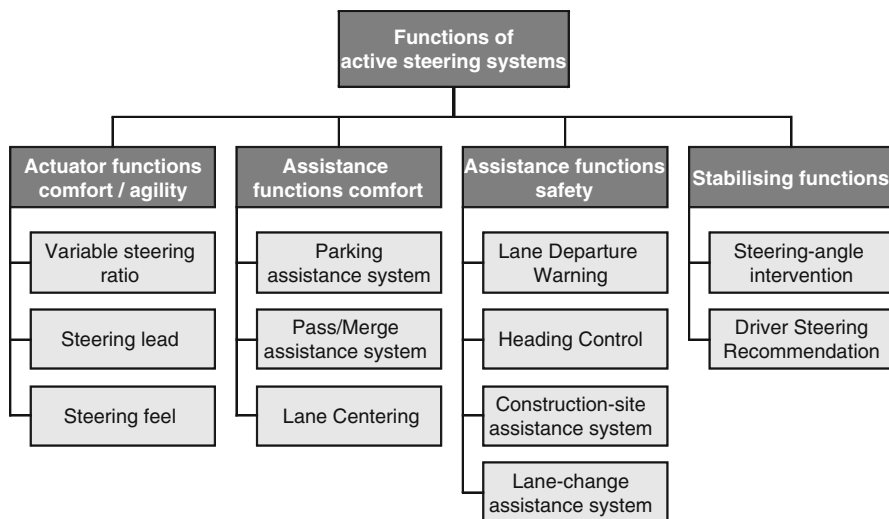 Functions of
active steering systems
Actuator functions
comfort / agility
Variable steering
ratio
Steering lead
Steering feel
Assistance
functions comfort
Parking
assistance system
Pass/Merge
assistance system
Lane Centering
Assistance functions
safety
Lane Departure
Warning
Heading Control
Construction-site
assistance system
Lane-change
assistance system
Stabilising functions
Steering-angle
intervention
Driver Steering
Recommendation